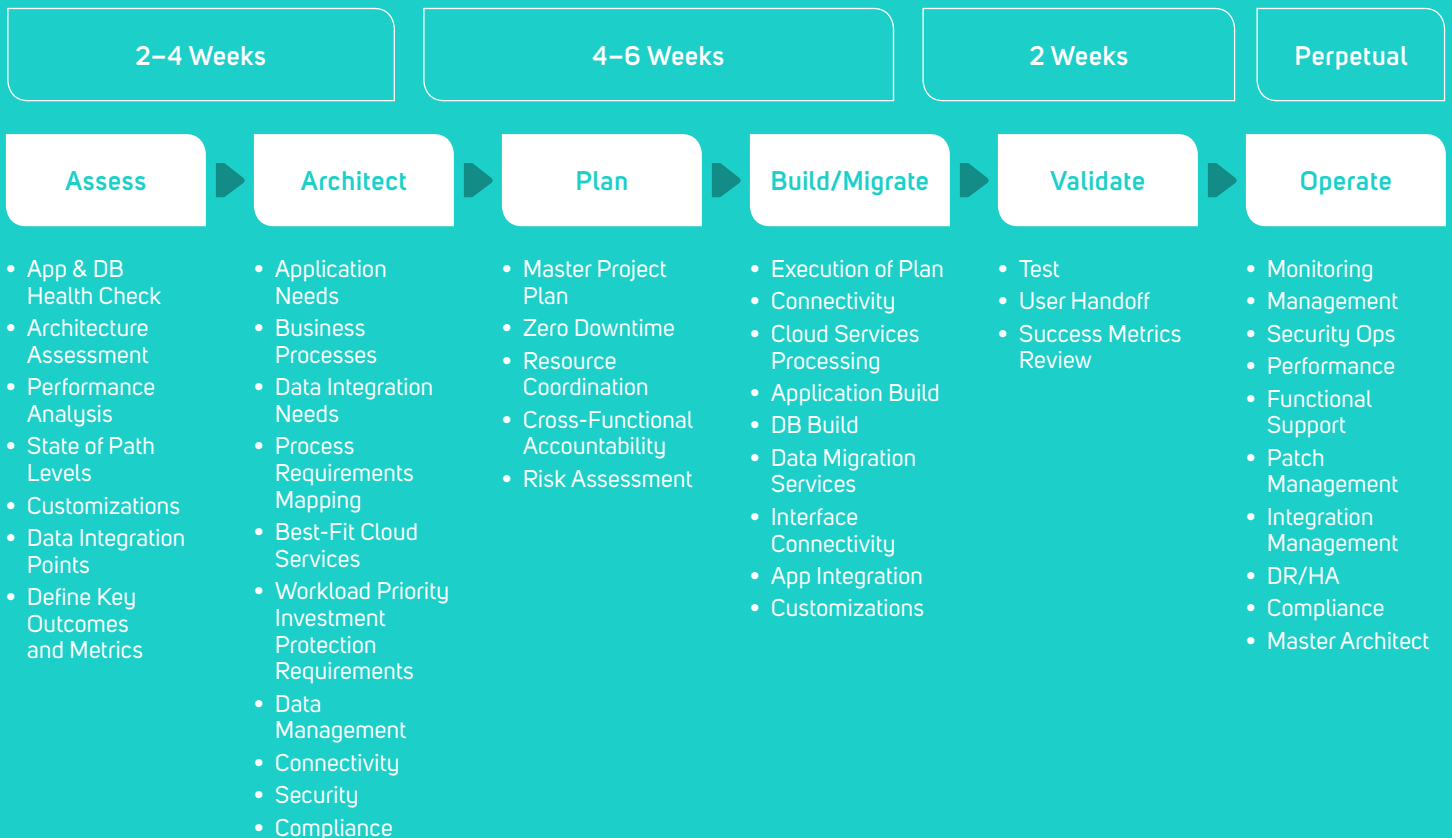 2–4 Weeks
4–6 Weeks
2 Weeks
Perpetual
Assess
Architect
Plan
Build/Migrate
Validate
Operate
• App & DB
Health Check
• Architecture
Assessment
• Performance
Analysis
• State of Path
Levels
• Customizations
• Data Integration
Points
• Define Key
Outcomes
and Metrics
• Application
Needs
• Business
Processes
• Data Integration
Needs
• Process
Requirements
Mapping
• Best-Fit Cloud
Services
• Workload Priority
Investment
Protection
Requirements
• Data
Management
• Connectivity
• Security
• Compliance
• Master Project
Plan
• Zero Downtime
• Resource
Coordination
• Cross-Functional
Accountability
• Risk Assessment
• Execution of Plan
• Connectivity
• Cloud Services
Processing
• Application Build
• DB Build
• Data Migration
Services
• Interface
Connectivity
• App Integration
• Customizations
• Test
• User Handoff
• Success Metrics
Review
• Monitoring
• Management
• Security Ops
• Performance
• Functional
Support
• Patch
Management
• Integration
Management
• DR/HA
• Compliance
• Master Architect